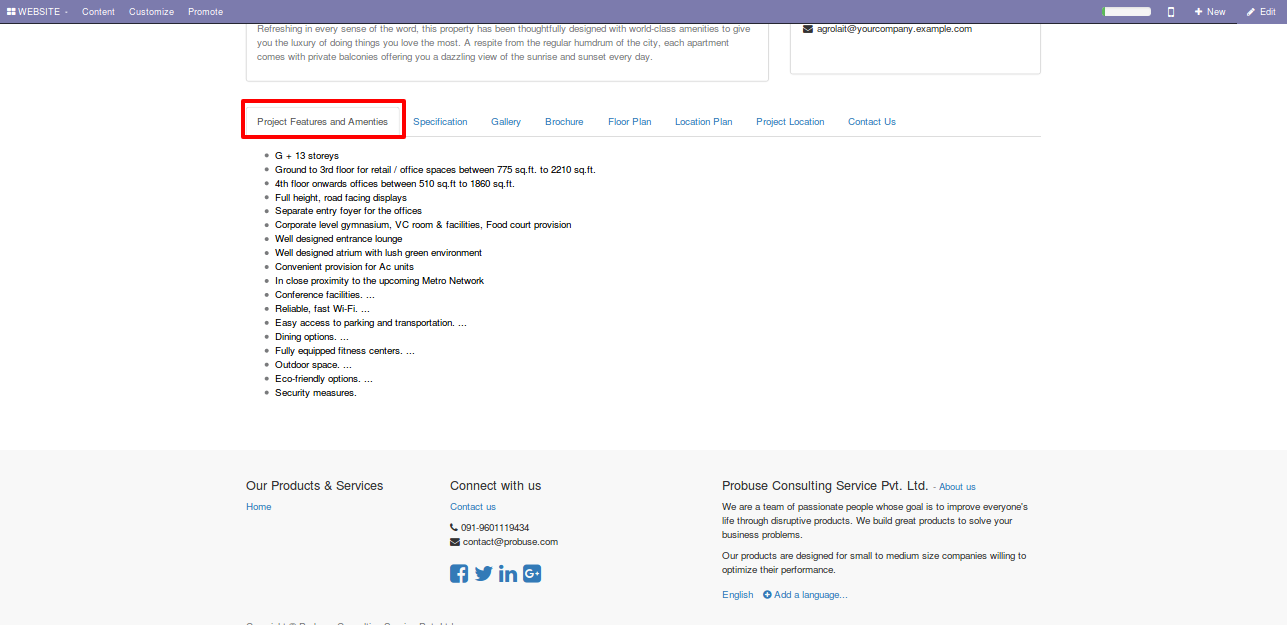 WEBSITE Content Customize Promote New Edit
Refreshing in every sense of the word, this property has been thoughtfully designed with world-class amenities to give
you the luxury of doing things you love the most. A respite from the regular humdrum of the city, each apartment
comes with private balconies offering you a dazzling view of the sunrise and sunset every day.
agrolait@yourcompany.example.com
Project Features and Amenties Specification Gallery Brochure Floor Plan Location Plan Project Location Contact Us
G + 13 storeys
Ground to 3rd floor for retail / office spaces between 775 sq.ft. to 2210 sq.ft.
4th floor onwards offices between 510 sq.ft to 1860 sq.ft.
Full height, road facing displays
Separate entry foyer for the offices
Corporate level gymnasium, VC room & facilities, Food court provision
Well designed entrance lounge
Well designed atrium with lush green environment
Convenient provision for Ac units
In close proximity to the upcoming Metro Network
Conference facilities. ...
Reliable, fast Wi-Fi. ...
Easy access to parking and transportation. ...
Dining options. ...
Fully equipped fitness centers. ...
Outdoor space. ...
Eco-friendly options. ...
Security measures.
Our Products & Services
Home
Connect with us
Contact us
091-9601119434
contact@probuse.com
Probuse Consulting Service Pvt. Ltd. - About us
We are a team of passionate people whose goal is to improve everyone's
life through disruptive products. We build great products to solve your
business problems.
Our products are designed for small to medium size companies willing to
optimize their performance.
English Add a language...